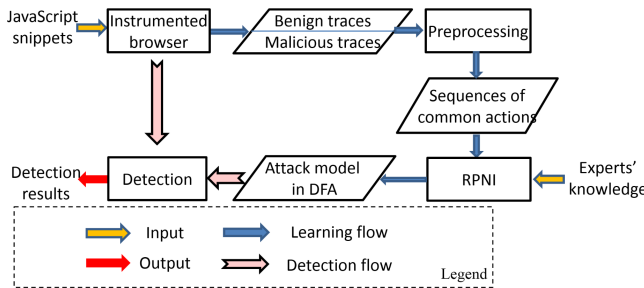 JavaScript
snippets
Instrumented
browser
Benign traces
Malicious traces
Preprocessing
Sequences of
common actions
Detection
results
Detection
Attack model
in DFA
RPNI
Experts'
knowledge
Input
Learning flow
Output
Detection flow
Legend